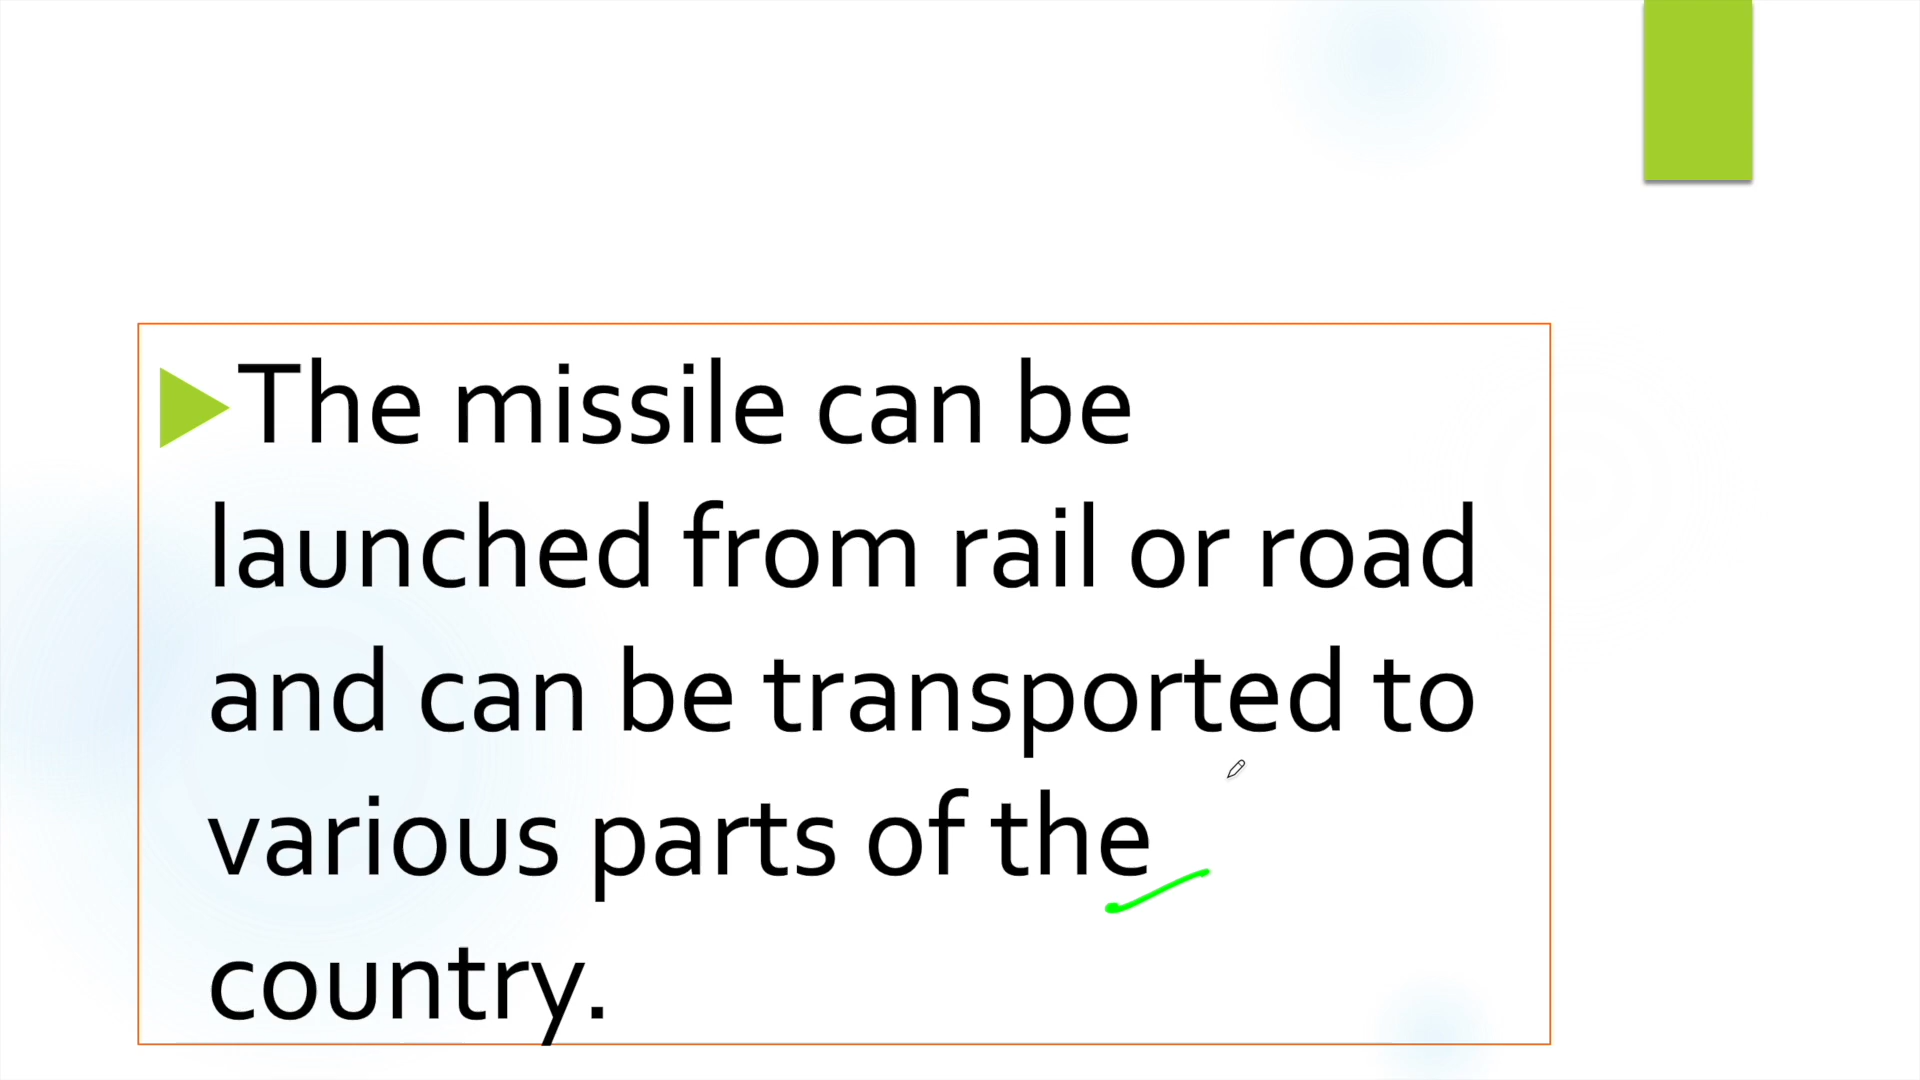 The missile can be
launched from rail or road
and can be transported to
various parts of the
country.